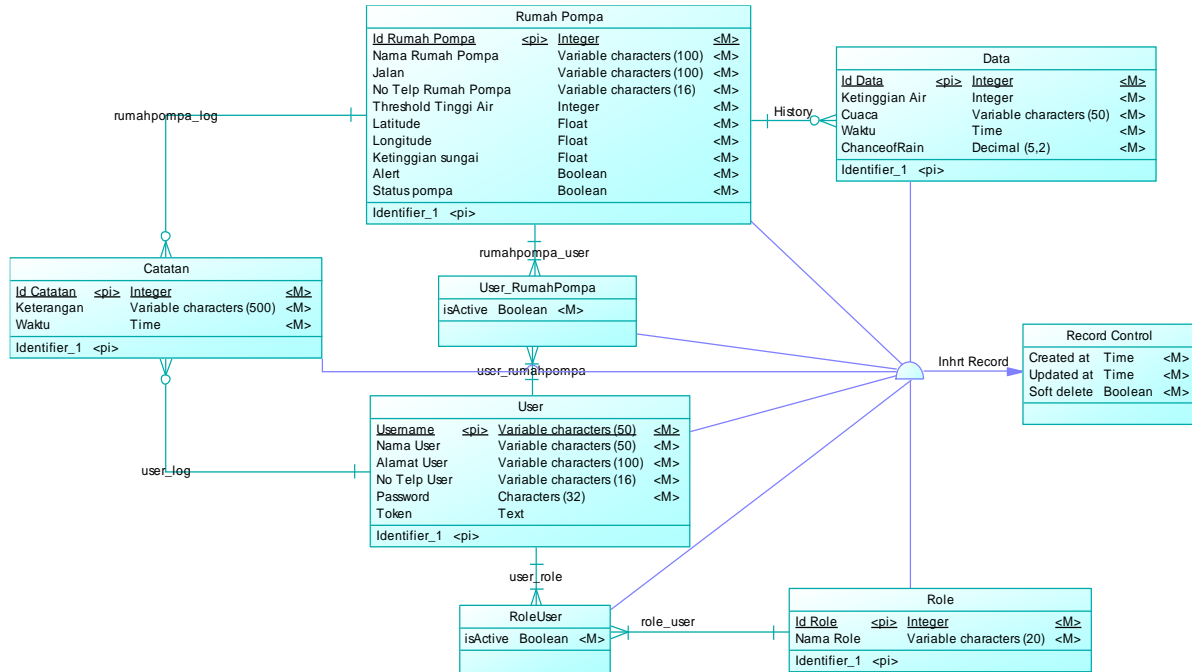 Rumah Pompa
Id Rumah Pompa <pi> Integer <M>
Nama Rumah Pompa Variable characters (100) <M>
Jalan Variable characters (100) <M>
No Telp Rumah Pompa Variable characters (16) <M>
Threshold Tinggi Air Integer <M>
Latitude Float <M>
Longitude Float <M>
Ketinggian sungai Float <M>
Alert Boolean <M>
Status pompa Boolean <M>
Identifier_1 <pi>
Data
Id Data <pi> Integer <M>
Ketinggian Air Integer <M>
Cuaca Variable characters (50) <M>
Waktu Time <M>
ChanceofRain Decimal (5,2) <M>
Identifier_1 <pi>
History
rumahpompa_log
rumahpompa_user
Catatan
Id Catatan <pi> Integer <M>
Keterangan Variable characters (500) <M>
Waktu Time <M>
Identifier_1 <pi>
User_RumahPompa
isActive Boolean <M>
Record Control
Created at Time <M>
Updated at Time <M>
Soft delete Boolean <M>
Inhrt Record
user_rumahpompa
User
Username <pi> Variable characters (50) <M>
Nama User Variable characters (50) <M>
Alamat User Variable characters (100) <M>
No Telp User Variable characters (16) <M>
Password Characters (32) <M>
Token Text
Identifier_1 <pi>
user_log
user_role
RoleUser
isActive Boolean <M>
role_user
Role
Id Role <pi> Integer <M>
Nama Role Variable characters (20) <M>
Identifier_1 <pi>